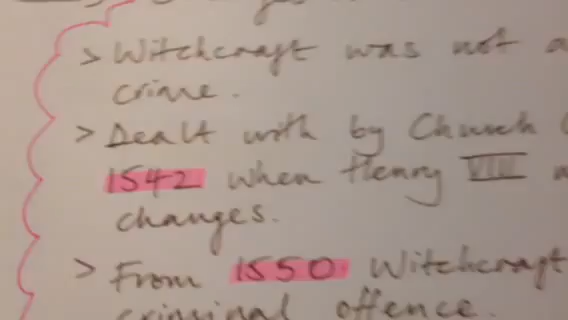 > Witchcraft was not a
crime.
> Dealt with by Church
1542 when Henry VIII
changes.
> From 1550 Witchcraft
criminal offence.